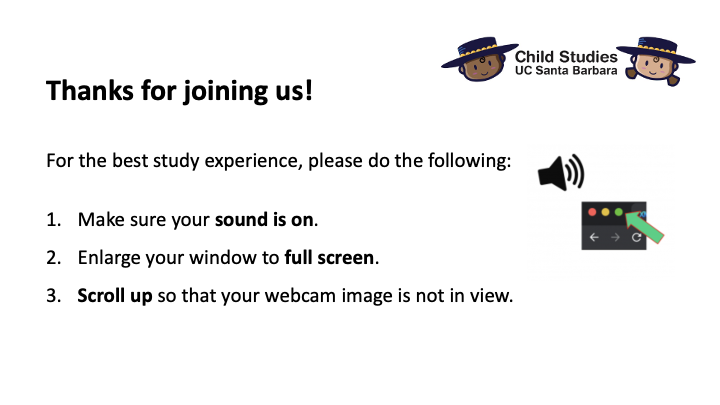 Child Studies
UC Santa Barbara
Thanks for joining us!
For the best study experience, please do the following:
1. Make sure your sound is on.
2. Enlarge your window to full screen.
3. Scroll up so that your webcam image is not in view.